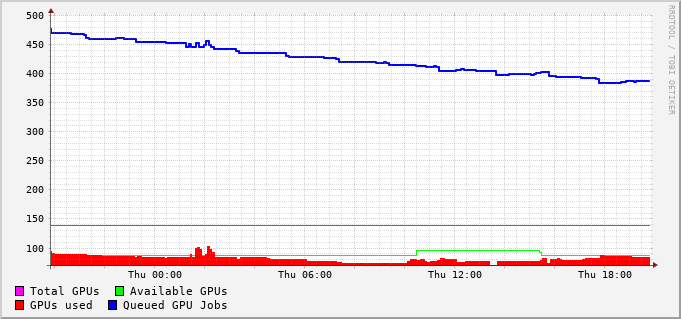 500
450
400
350
300
250
200
150
100
Thu 00:00 Thu 06:00 Thu 12:00 Thu 18:00
Total GPUs Available GPUs
GPUs used Queued GPU Jobs
RRDTOOL / TOBI OETIKER